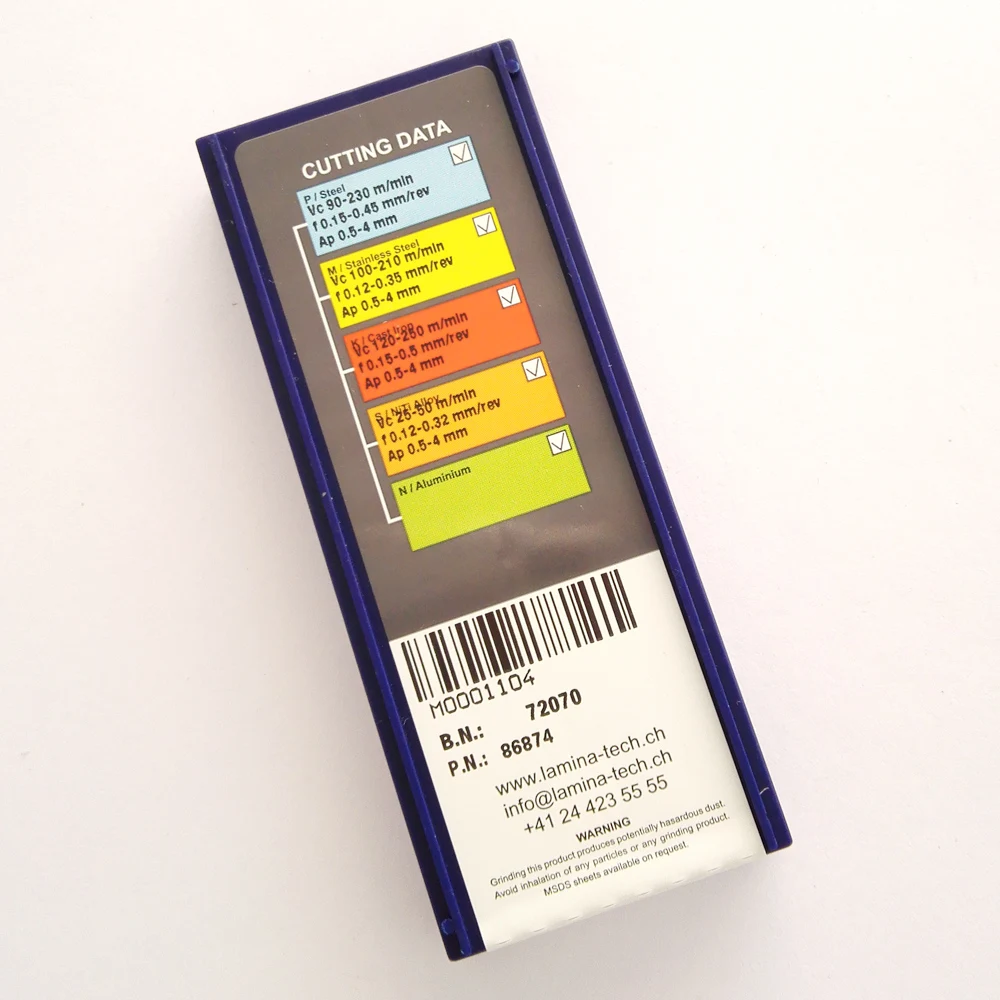 CUTTING DATA
P / Steel
Vc 90-230 m/min
f 0.15-0.45 mm/rev
Ap 0.5-4 mm
M / Stainless Steel
Vc 100-210 m/min
f 0.12-0.35 mm/rev
Ap 0.5-4 mm
K / Cast Iron
Vc 120-250 m/min
f 0.15-0.5 mm/rev
Ap 0.5-4 mm
S / NiTi Alloy
Vc 25-50 m/min
f 0.12-0.32 mm/rev
Ap 0.5-4 mm
N / Aluminium
M0001104
B.N.: 72070
P.N.: 86874
www.lamina-tech.ch
info@lamina-tech.ch
+41 24 423 55 55
WARNING
Grinding this product produces potentially hazardous dust.
Avoid inhalation of any particles or any grinding product.
MSDS sheets available on request.